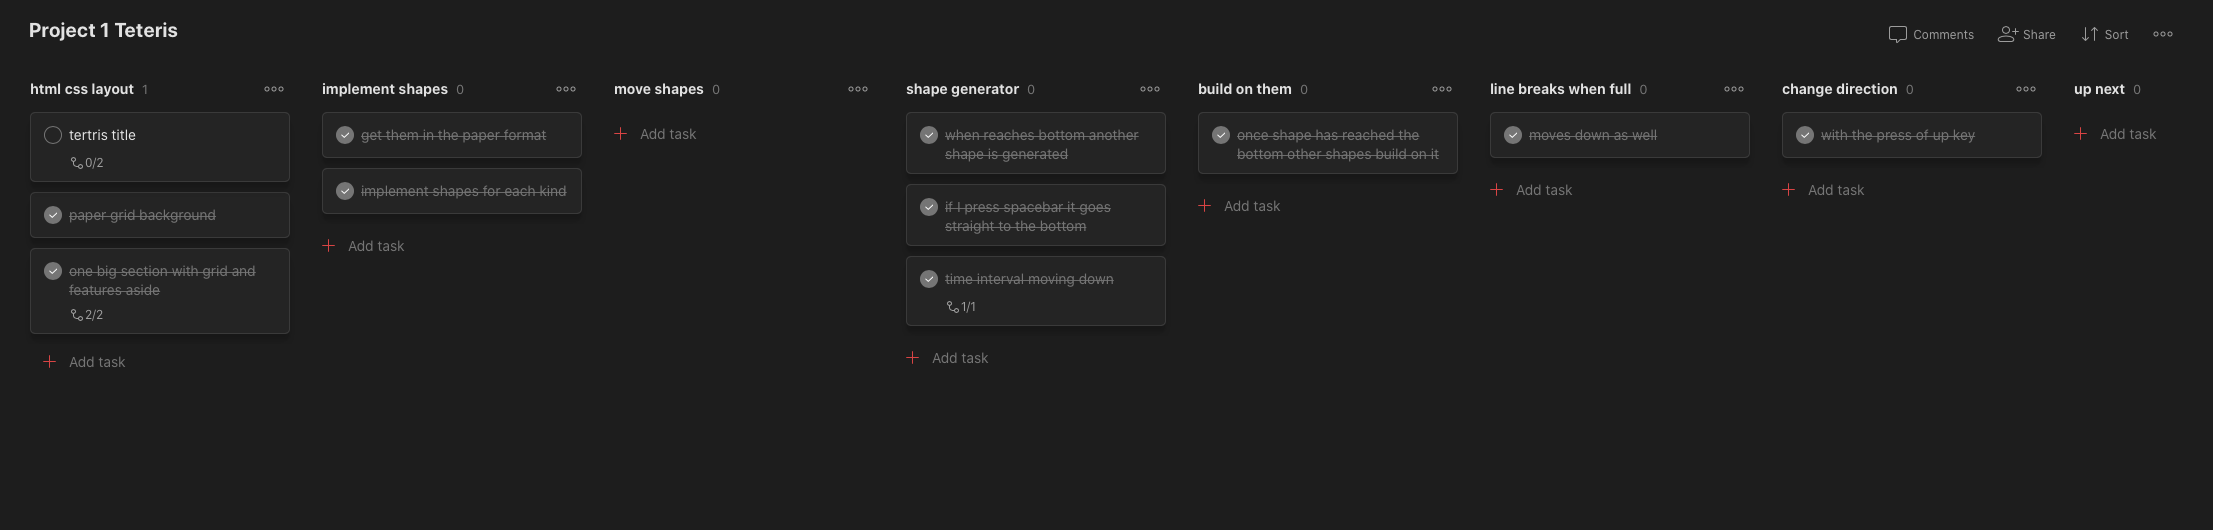 Project 1 Teteris
Comments
Share
Sort
html css layout 1
tertris title
0/2
paper grid background
one big section with grid and
features aside
2/2
Add task
implement shapes 0
get them in the paper format
implement shapes for each kind
Add task
move shapes 0
Add task
shape generator 0
when reaches bottom another
shape is generated
if I press spacebar it goes
straight to the bottom
time interval moving down
1/1
Add task
build on them 0
once shape has reached the
bottom other shapes build on it
Add task
line breaks when full 0
moves down as well
Add task
change direction 0
with the press of up key
Add task
up next 0
Add task